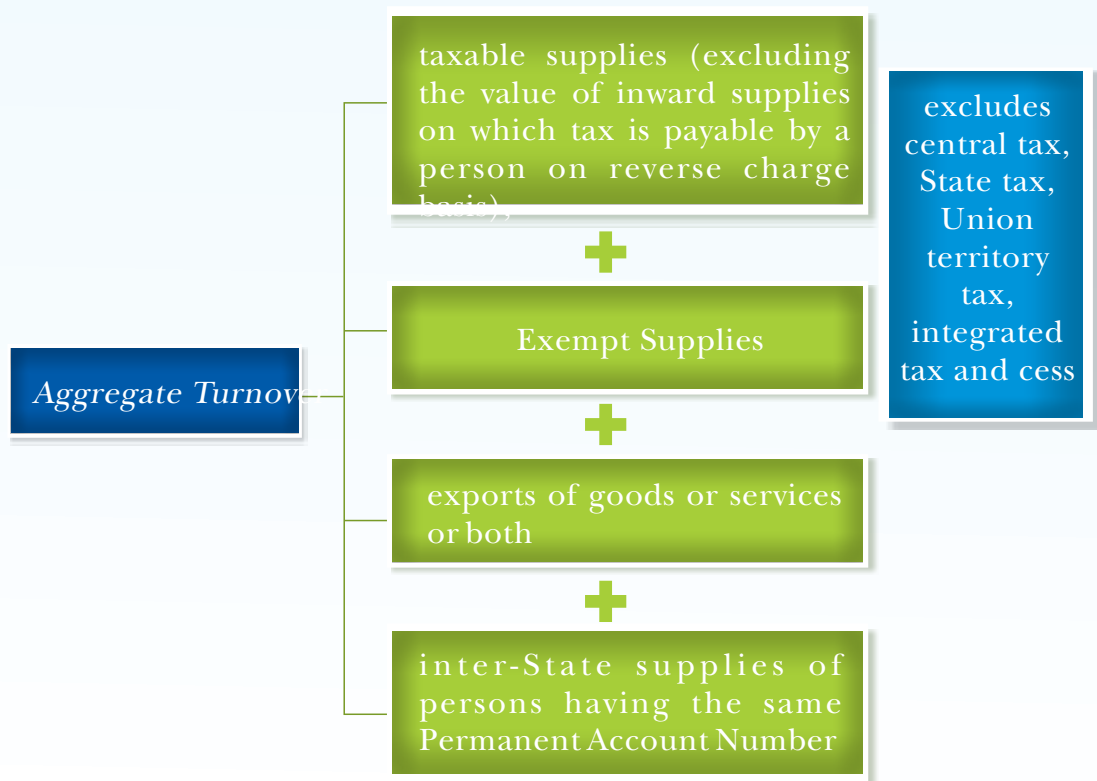 taxable supplies (excluding
the value of inward supplies
on which tax is payable by a
person on reverse charge
basis),
Exempt Supplies
exports of goods or services
or both
inter-State supplies of
persons having the same
Permanent Account Number
Aggregate Turnover
excludes
central tax,
State tax,
Union
territory
tax,
integrated
tax and cess